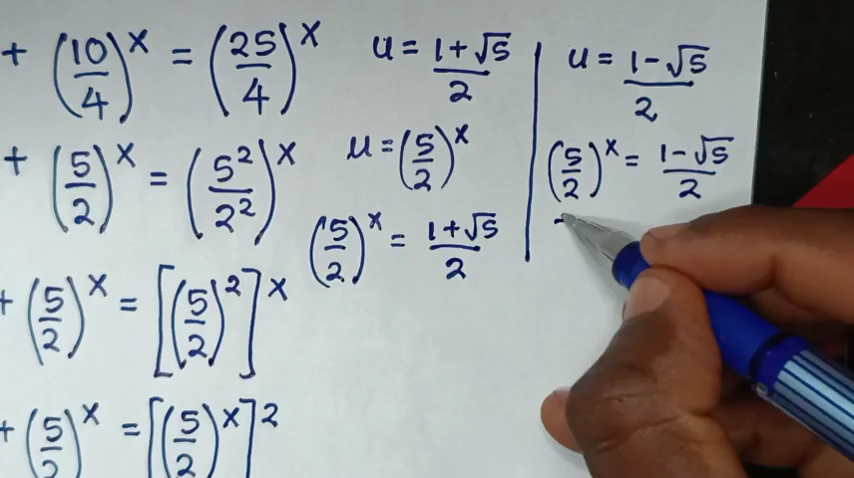 + (10/4)^x = (25/4)^x
+ (5/2)^x = (5^2/2^2)^x
+ (5/2)^x = [(5/2)^2]^x
+ (5/2)^x = [(5/2)^x]^2
u = (1+√5)/2
u = (5/2)^x
(5/2)^x = (1+√5)/2
u = (1-√5)/2
(5/2)^x = (1-√5)/2